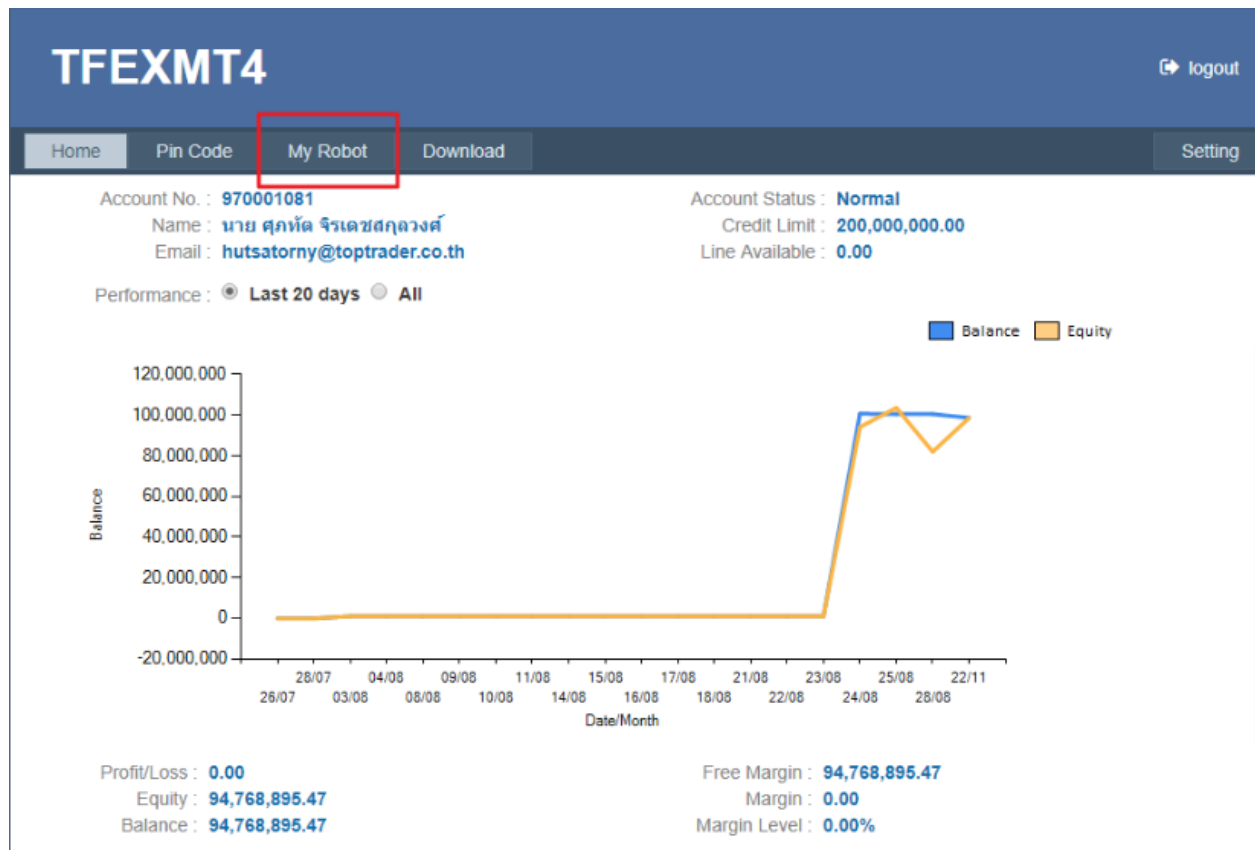 TFEXMT4
logout
Home Pin Code My Robot Download Setting
Account No. : 970001081 Account Status : Normal
Name : นาย ศุภทัต จิรเดชสกุลวงศ์ Credit Limit : 200,000,000.00
Email : hutsatorny@toptrader.co.th Line Available : 0.00
Performance : Last 20 days All
Balance Equity
120,000,000
100,000,000
80,000,000
60,000,000
40,000,000
20,000,000
0
-20,000,000
Balance
28/07 04/08 09/08 11/08 15/08 17/08 21/08 23/08 25/08 22/11
26/07 03/08 08/08 10/08 14/08 16/08 18/08 22/08 24/08 28/08
Date/Month
Profit/Loss : 0.00 Free Margin : 94,768,895.47
Equity : 94,768,895.47 Margin : 0.00
Balance : 94,768,895.47 Margin Level : 0.00%